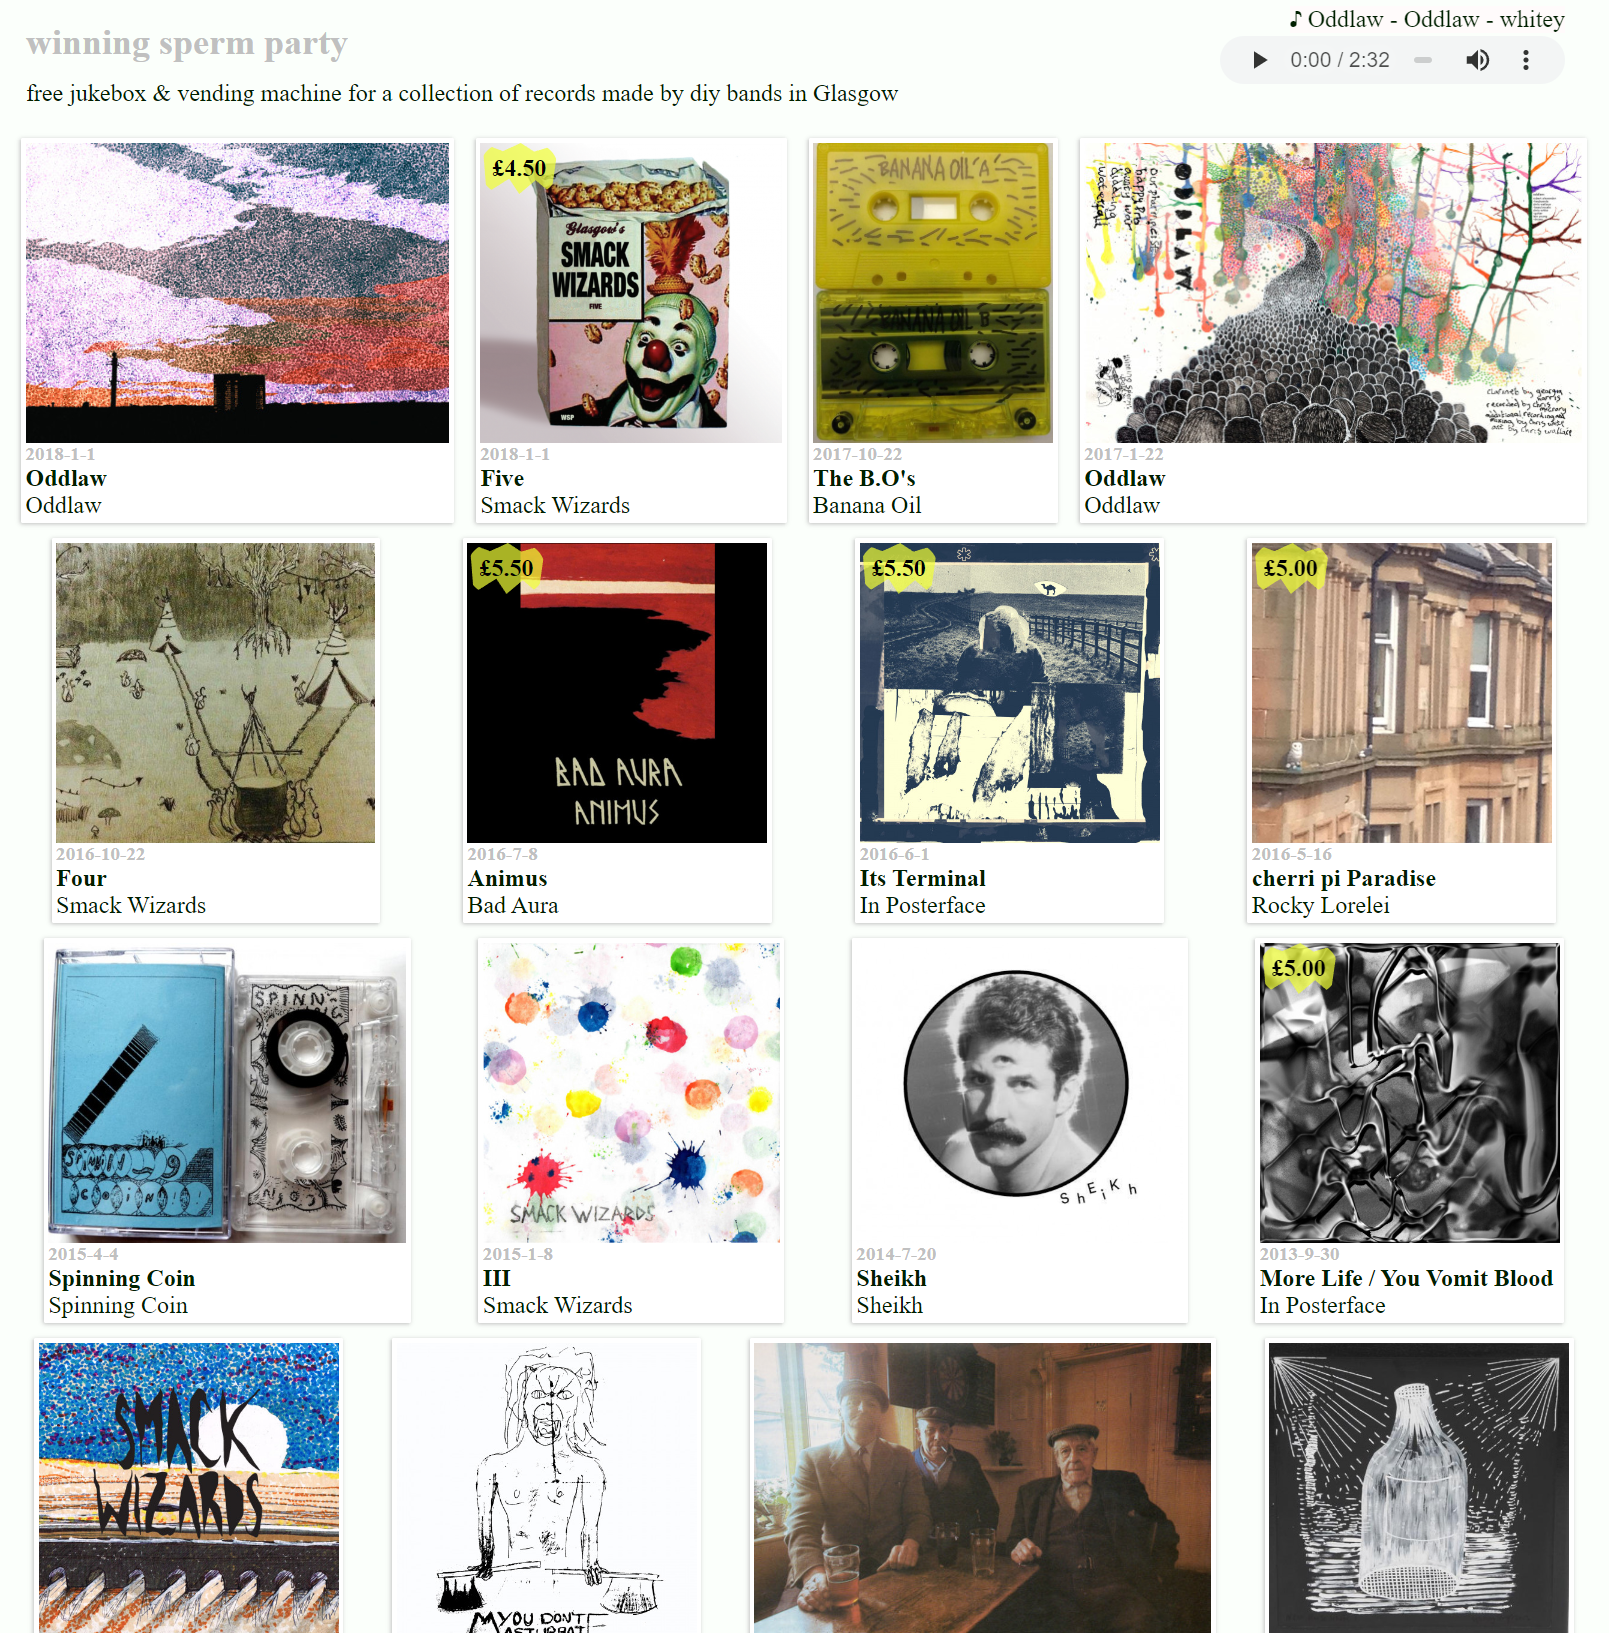 winning sperm party
♪ Oddlaw - Oddlaw - whitey
0:00 / 2:32
free jukebox & vending machine for a collection of records made by diy bands in Glasgow
2018-1-1
Oddlaw
Oddlaw
£4.50
Glasgow's
SMACK
WIZARDS
FIVE
WSP
2018-1-1
Five
Smack Wizards
BANANA OIL 'A'
BANANA OIL B
2017-10-22
The B.O's
Banana Oil
ODDLAW
2017-1-22
Oddlaw
Oddlaw
2016-10-22
Four
Smack Wizards
£5.50
BAD AURA
ANIMUS
2016-7-8
Animus
Bad Aura
£5.50
2016-6-1
Its Terminal
In Posterface
£5.00
2016-5-16
cherri pi Paradise
Rocky Lorelei
SPINN-
2015-4-4
Spinning Coin
Spinning Coin
SMACK WIZARDS
2015-1-8
III
Smack Wizards
ShEiKh
2014-7-20
Sheikh
Sheikh
£5.00
2013-9-30
More Life / You Vomit Blood
In Posterface
SMACK
WIZARDS
YOU DON'T